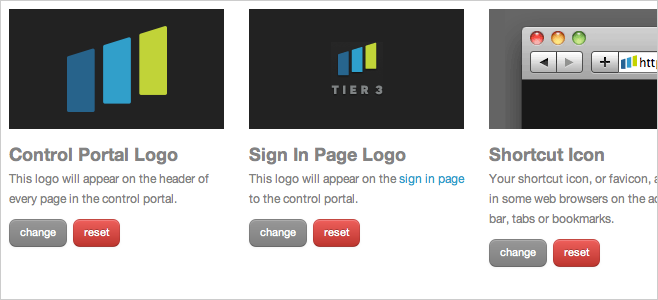 TIER 3
http
Control Portal Logo
This logo will appear on the header of
every page in the control portal.
change
reset
Sign In Page Logo
This logo will appear on the sign in page
to the control portal.
change
reset
Shortcut Icon
Your shortcut icon, or favicon,
in some web browsers on the
bar, tabs or bookmarks.
change
reset